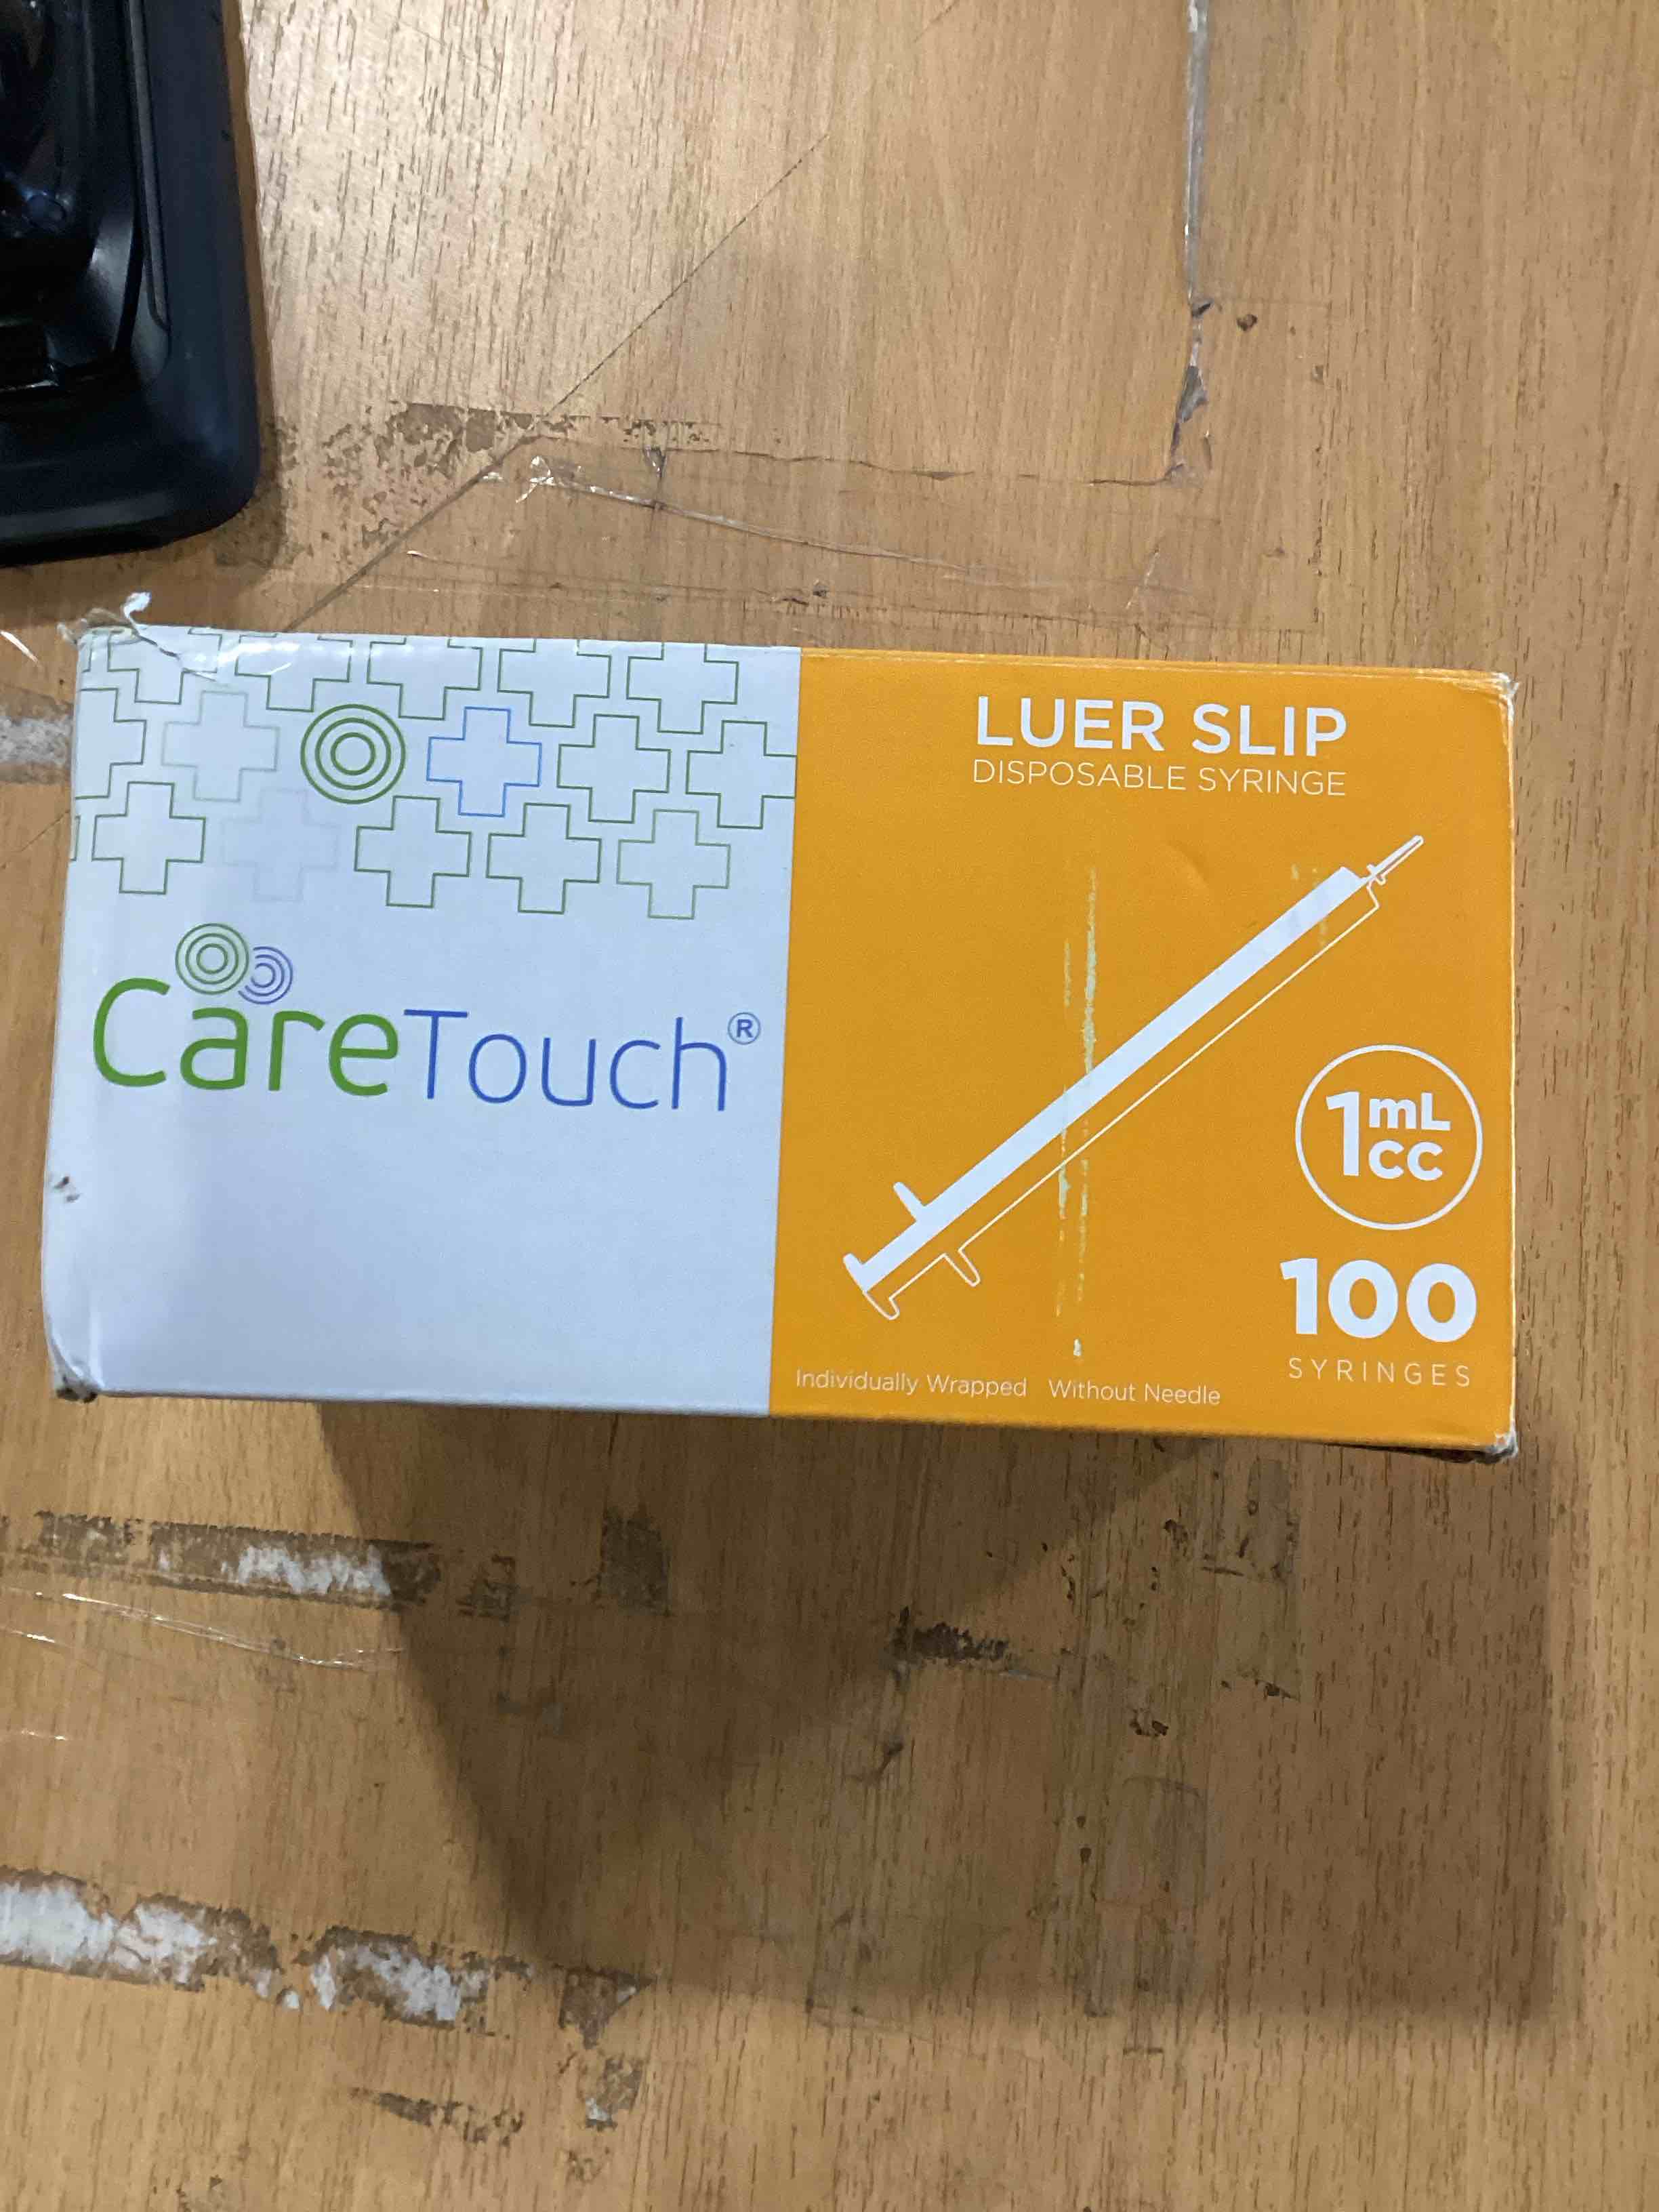 CareTouch®
LUER SLIP
DISPOSABLE SYRINGE
1 mL
cc
100
SYRINGES
Individually Wrapped Without Needle